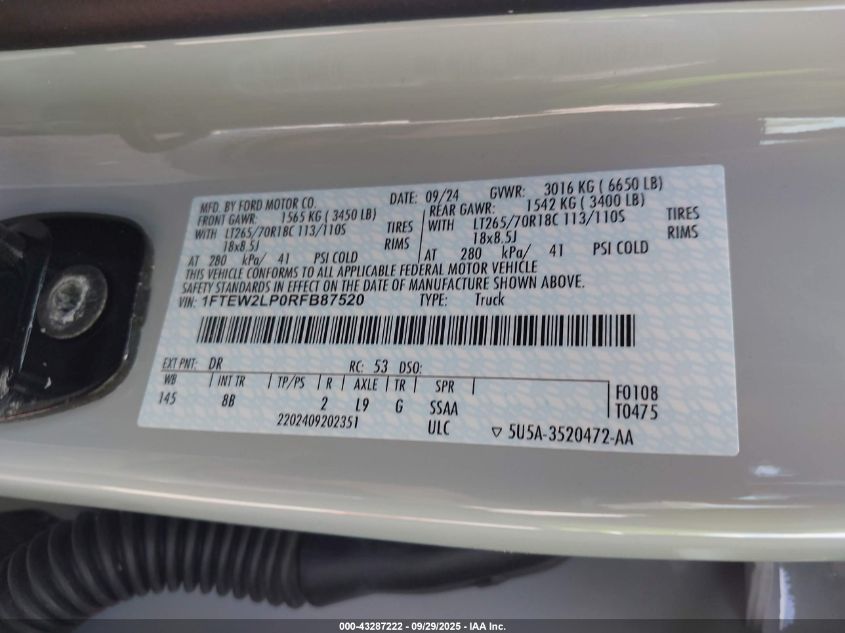 MFD. BY FORD MOTOR CO. DATE: 09/24 GVWR: 3016 KG ( 6650 LB)
FRONT GAWR: 1565 KG ( 3450 LB) REAR GAWR: 1542 KG ( 3400 LB)
WITH LT265/70R18C 113/110S TIRES WITH LT265/70R18C 113/110S TIRES
18x8.5J RIMS 18x8.5J RIMS
AT 280 kPa/ 41 PSI COLD AT 280 kPa/ 41 PSI COLD
THIS VEHICLE CONFORMS TO ALL APPLICABLE FEDERAL MOTOR VEHICLE
SAFETY STANDARDS IN EFFECT ON THE DATE OF MANUFACTURE SHOWN ABOVE.
VIN: 1FTEW2LP0RFB87520 TYPE: Truck
EXT PNT: DR RC: 53 DSO:
WB INT TR TP/PS R AXLE TR SPR F0108
145 8B 2 L9 G SSAA T0475
2202409202351 ULC ▽ 5U5A-3520472-AA
000-43287222 | 09/29/2025 - IAA Inc.